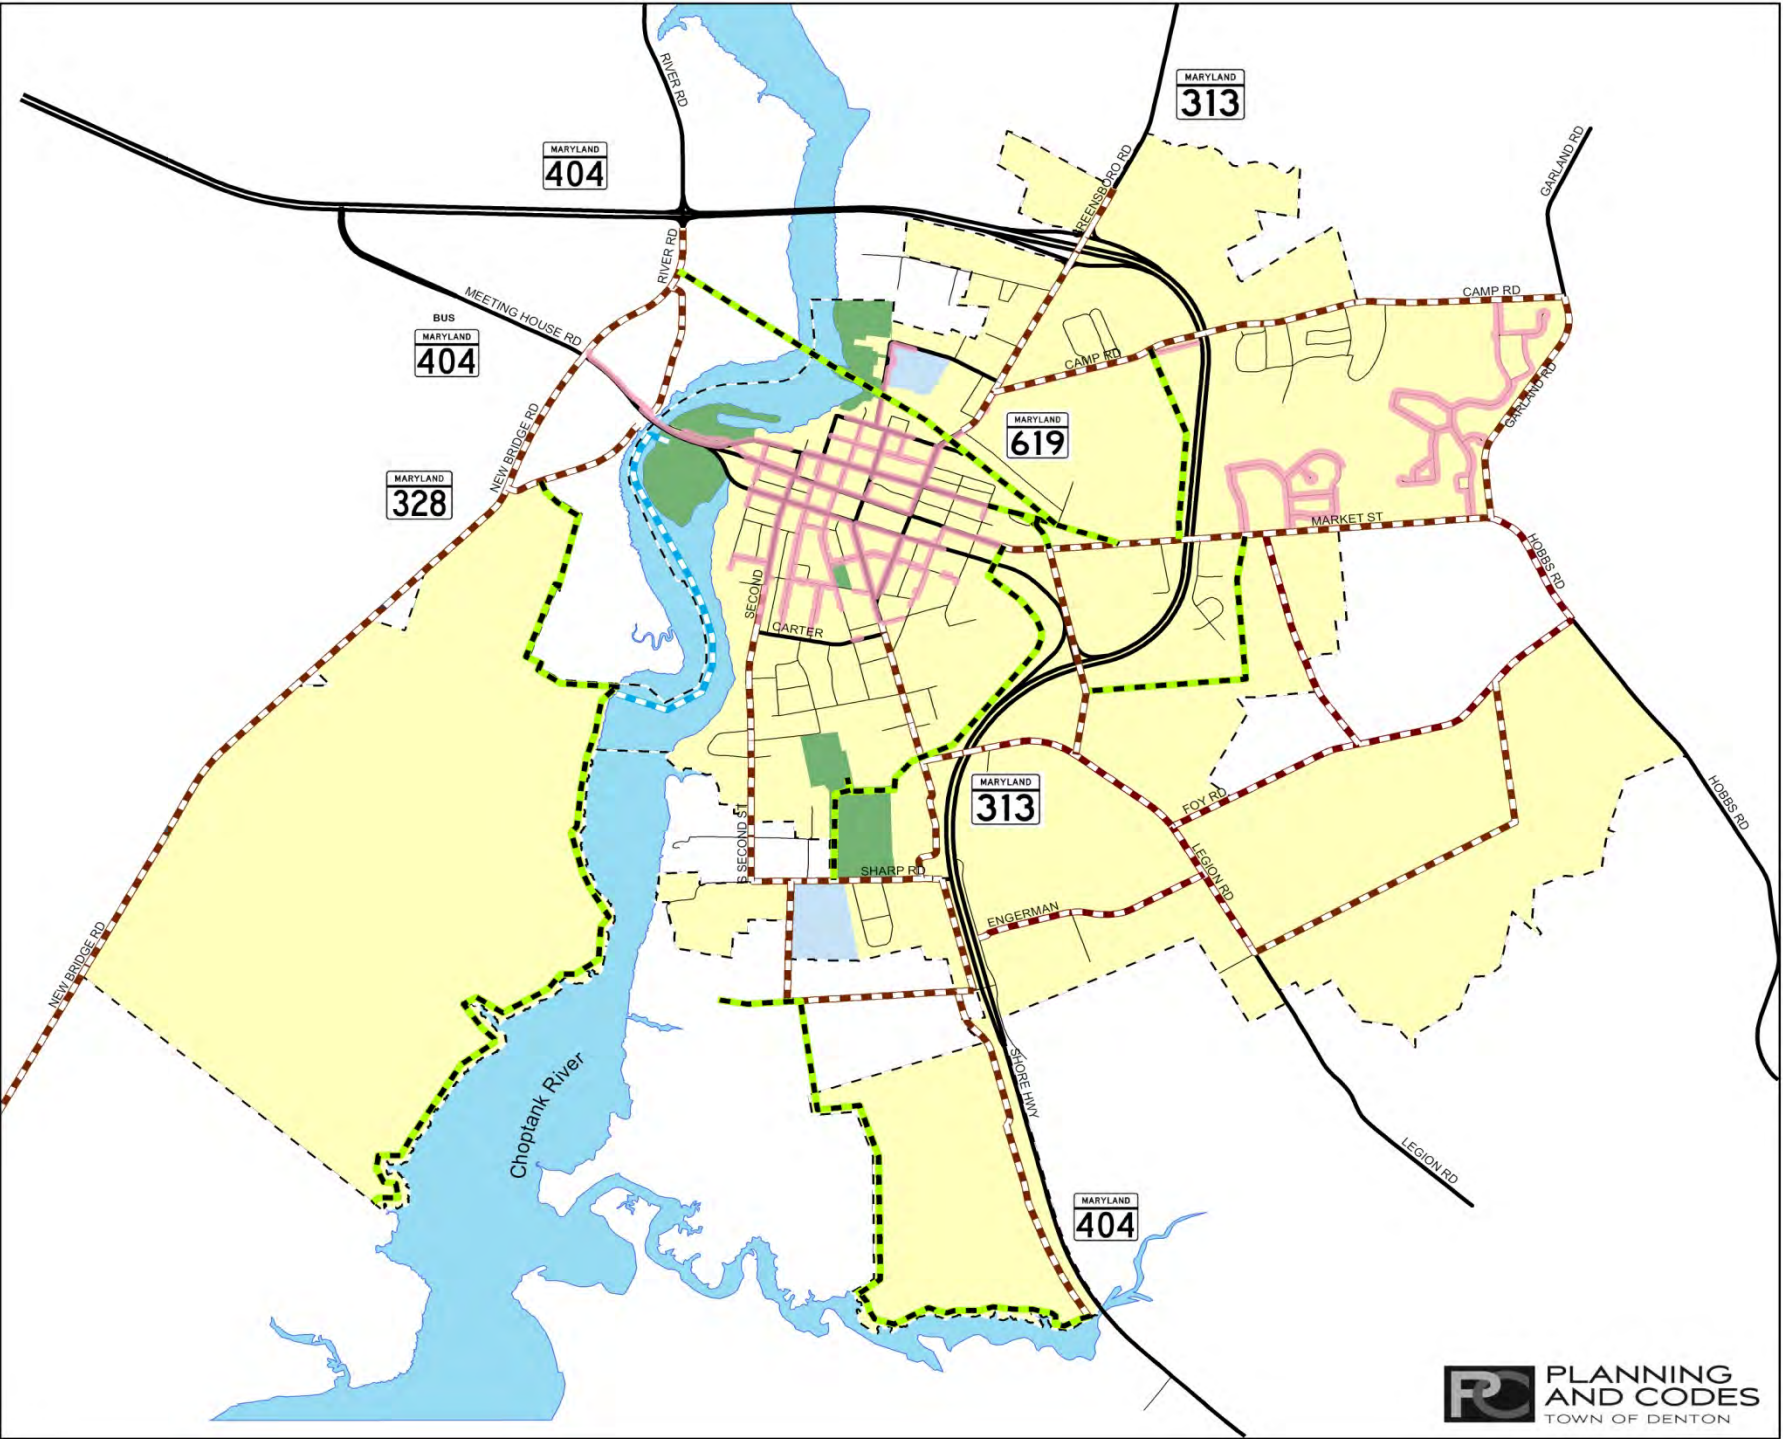 RIVER RD
MARYLAND
313
MARYLAND
404
GARLAND RD
GREENSBORO RD
RIVER RD
CAMP RD
MEETING HOUSE RD
BUS
MARYLAND
404
CAMP RD
GARLAND RD
NEW BRIDGE RD
MARYLAND
619
MARYLAND
328
MARKET ST
HOBBS RD
SECOND
CARTER
MARYLAND
313
FOY RD
HOBBS RD
S SECOND ST
SHARP RD
LEGION RD
ENGERMAN
NEW BRIDGE RD
SHORE HWY
Choptank River
LEGION RD
MARYLAND
404
PC
PLANNING
AND CODES
TOWN OF DENTON